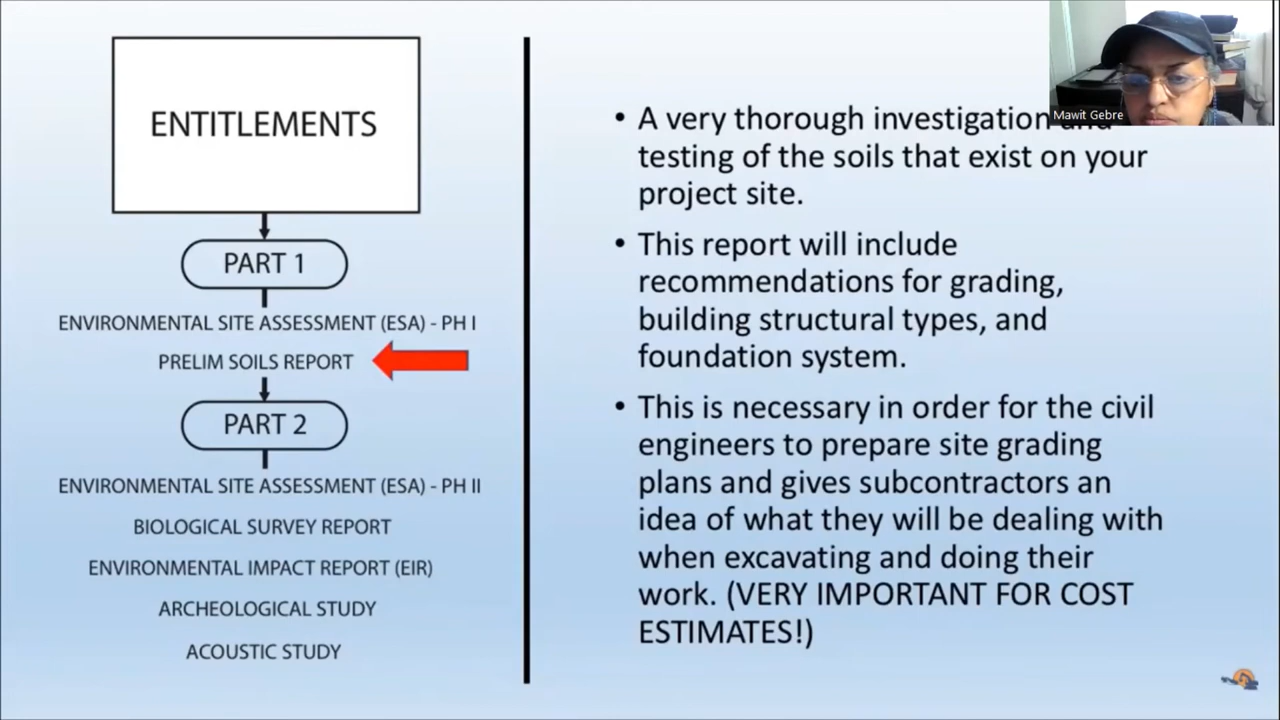 ENTITLEMENTS
PART 1
ENVIRONMENTAL SITE ASSESSMENT (ESA) - PH I
PRELIM SOILS REPORT
PART 2
ENVIRONMENTAL SITE ASSESSMENT (ESA) - PH II
BIOLOGICAL SURVEY REPORT
ENVIRONMENTAL IMPACT REPORT (EIR)
ARCHEOLOGICAL STUDY
ACOUSTIC STUDY
• A very thorough investigation and
testing of the soils that exist on your
project site.
• This report will include
recommendations for grading,
building structural types, and
foundation system.
• This is necessary in order for the civil
engineers to prepare site grading
plans and gives subcontractors an
idea of what they will be dealing with
when excavating and doing their
work. (VERY IMPORTANT FOR COST
ESTIMATES!)
Mawit Gebre